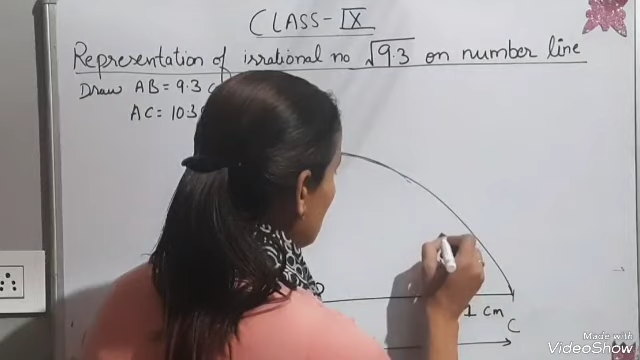 CLASS - IX
Representation of irrational no √9.3 on number line
Draw AB = 9.3 c
AC = 10.3
1 cm
C
Made with
VideoShow